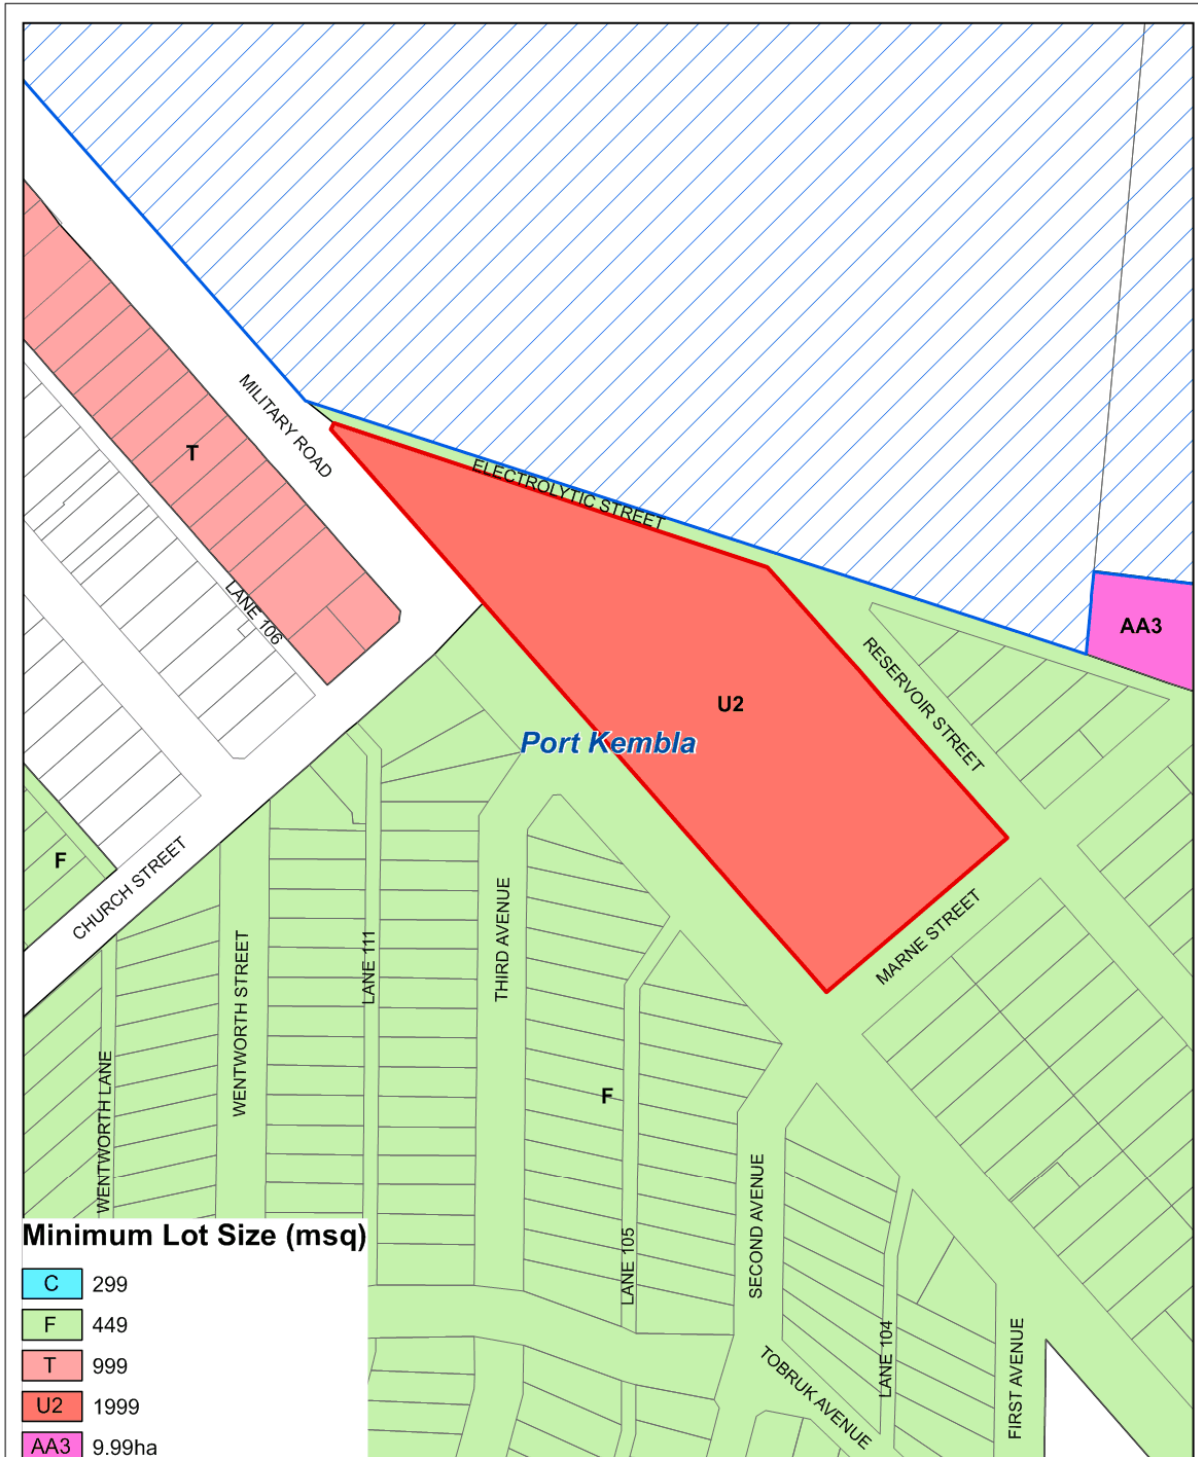 MILITARY ROAD
T
ELECTROLYTIC STREET
LANE 106
AA3
RESERVOIR STREET
U2
Port Kembla
F
CHURCH STREET
THIRD AVENUE
MARNE STREET
LANE 111
WENTWORTH STREET
WENTWORTH LANE
F
SECOND AVENUE
LANE 105
LANE 104
FIRST AVENUE
TOBRUK AVENUE
Minimum Lot Size (msq)
C 299
F 449
T 999
U2 1999
AA3 9.99ha